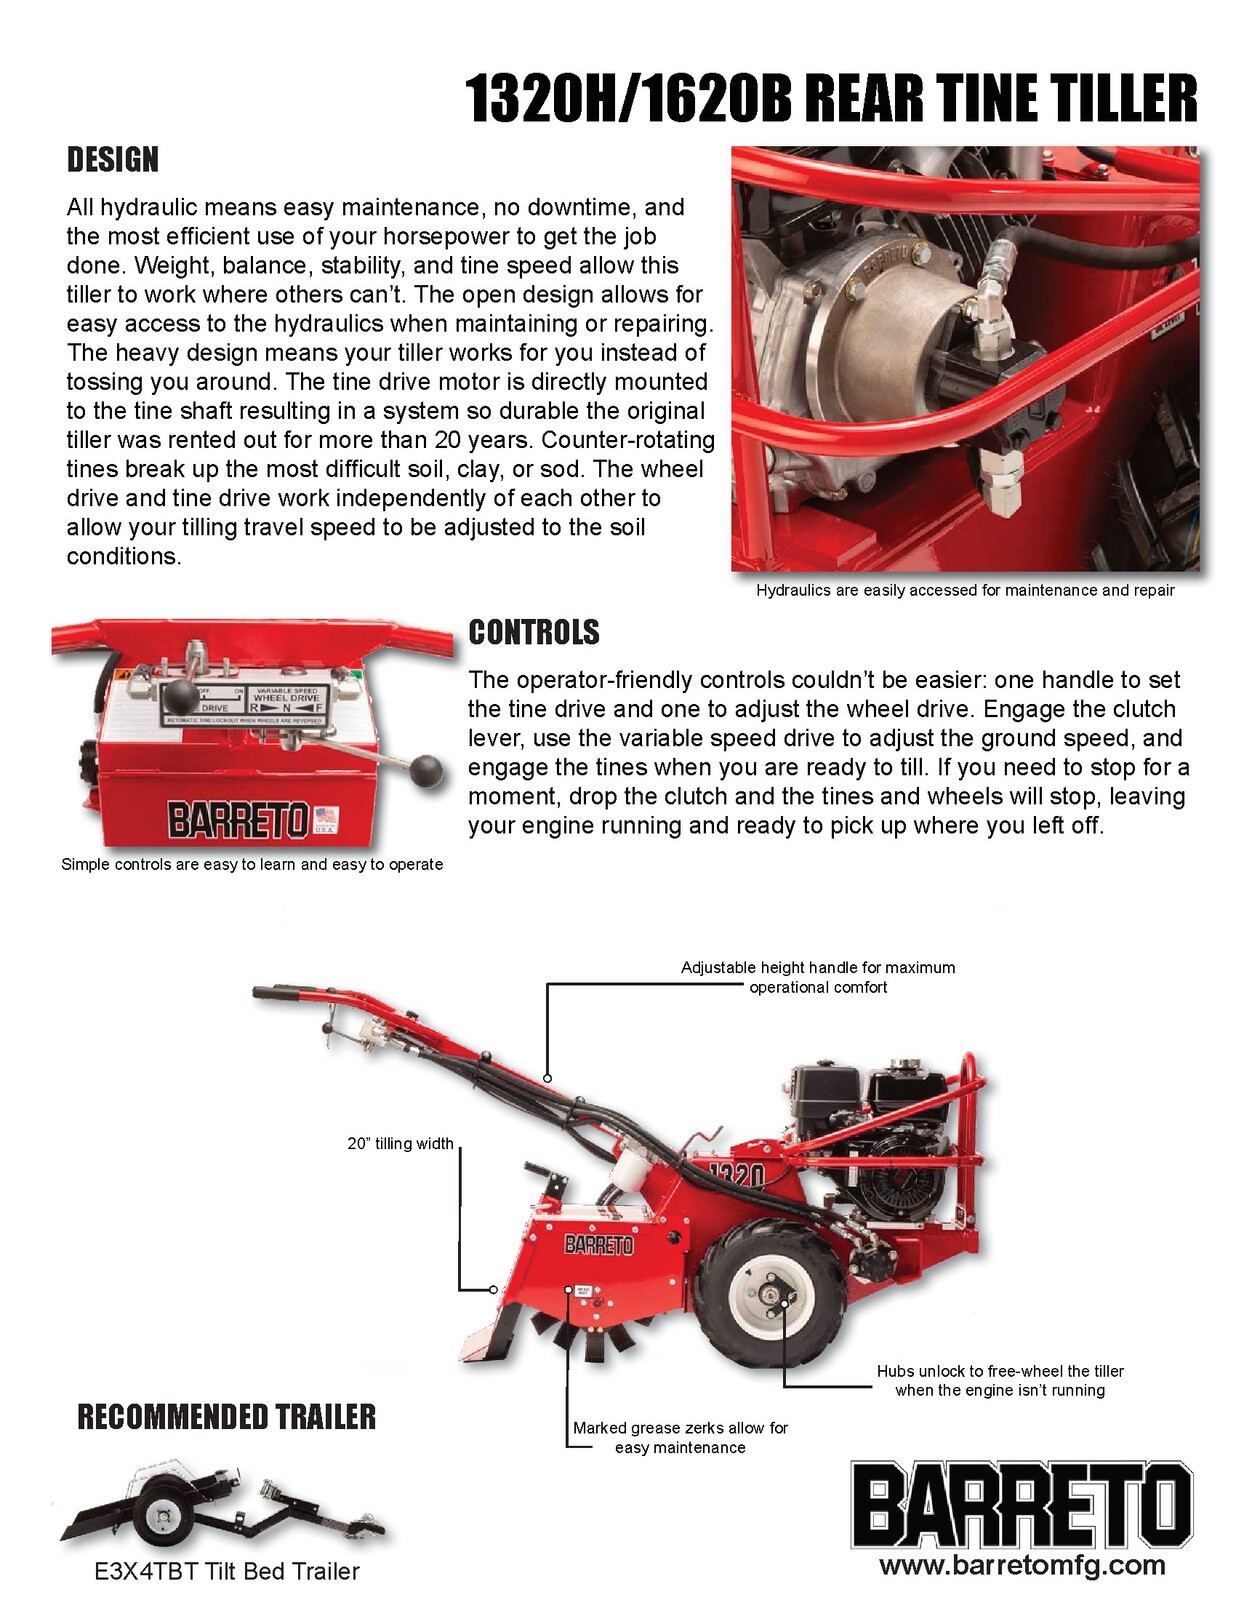 1320H/1620B REAR TINE TILLER
DESIGN
All hydraulic means easy maintenance, no downtime, and
the most efficient use of your horsepower to get the job
done. Weight, balance, stability, and tine speed allow this
tiller to work where others can't. The open design allows for
easy access to the hydraulics when maintaining or repairing.
The heavy design means your tiller works for you instead of
tossing you around. The tine drive motor is directly mounted
to the tine shaft resulting in a system so durable the original
tiller was rented out for more than 20 years. Counter-rotating
tines break up the most difficult soil, clay, or sod. The wheel
drive and tine drive work independently of each other to
allow your tilling travel speed to be adjusted to the soil
conditions.
BARRETO
OIL LEVEL
Hydraulics are easily accessed for maintenance and repair
OFF ON
DRIVE
VARIABLE SPEED
WHEEL DRIVE
R N F
AUTOMATIC TINE LOCKOUT WHEN WHEELS ARE REVERSED
BARRETO
U.S.A.
Simple controls are easy to learn and easy to operate
CONTROLS
The operator-friendly controls couldn't be easier: one handle to set
the tine drive and one to adjust the wheel drive. Engage the clutch
lever, use the variable speed drive to adjust the ground speed, and
engage the tines when you are ready to till. If you need to stop for a
moment, drop the clutch and the tines and wheels will stop, leaving
your engine running and ready to pick up where you left off.
Adjustable height handle for maximum
operational comfort
20” tilling width
1320
BARRETO
Hubs unlock to free-wheel the tiller
when the engine isn't running
Marked grease zerks allow for
easy maintenance
RECOMMENDED TRAILER
E3X4TBT Tilt Bed Trailer
BARRETO
www.barretomfg.com